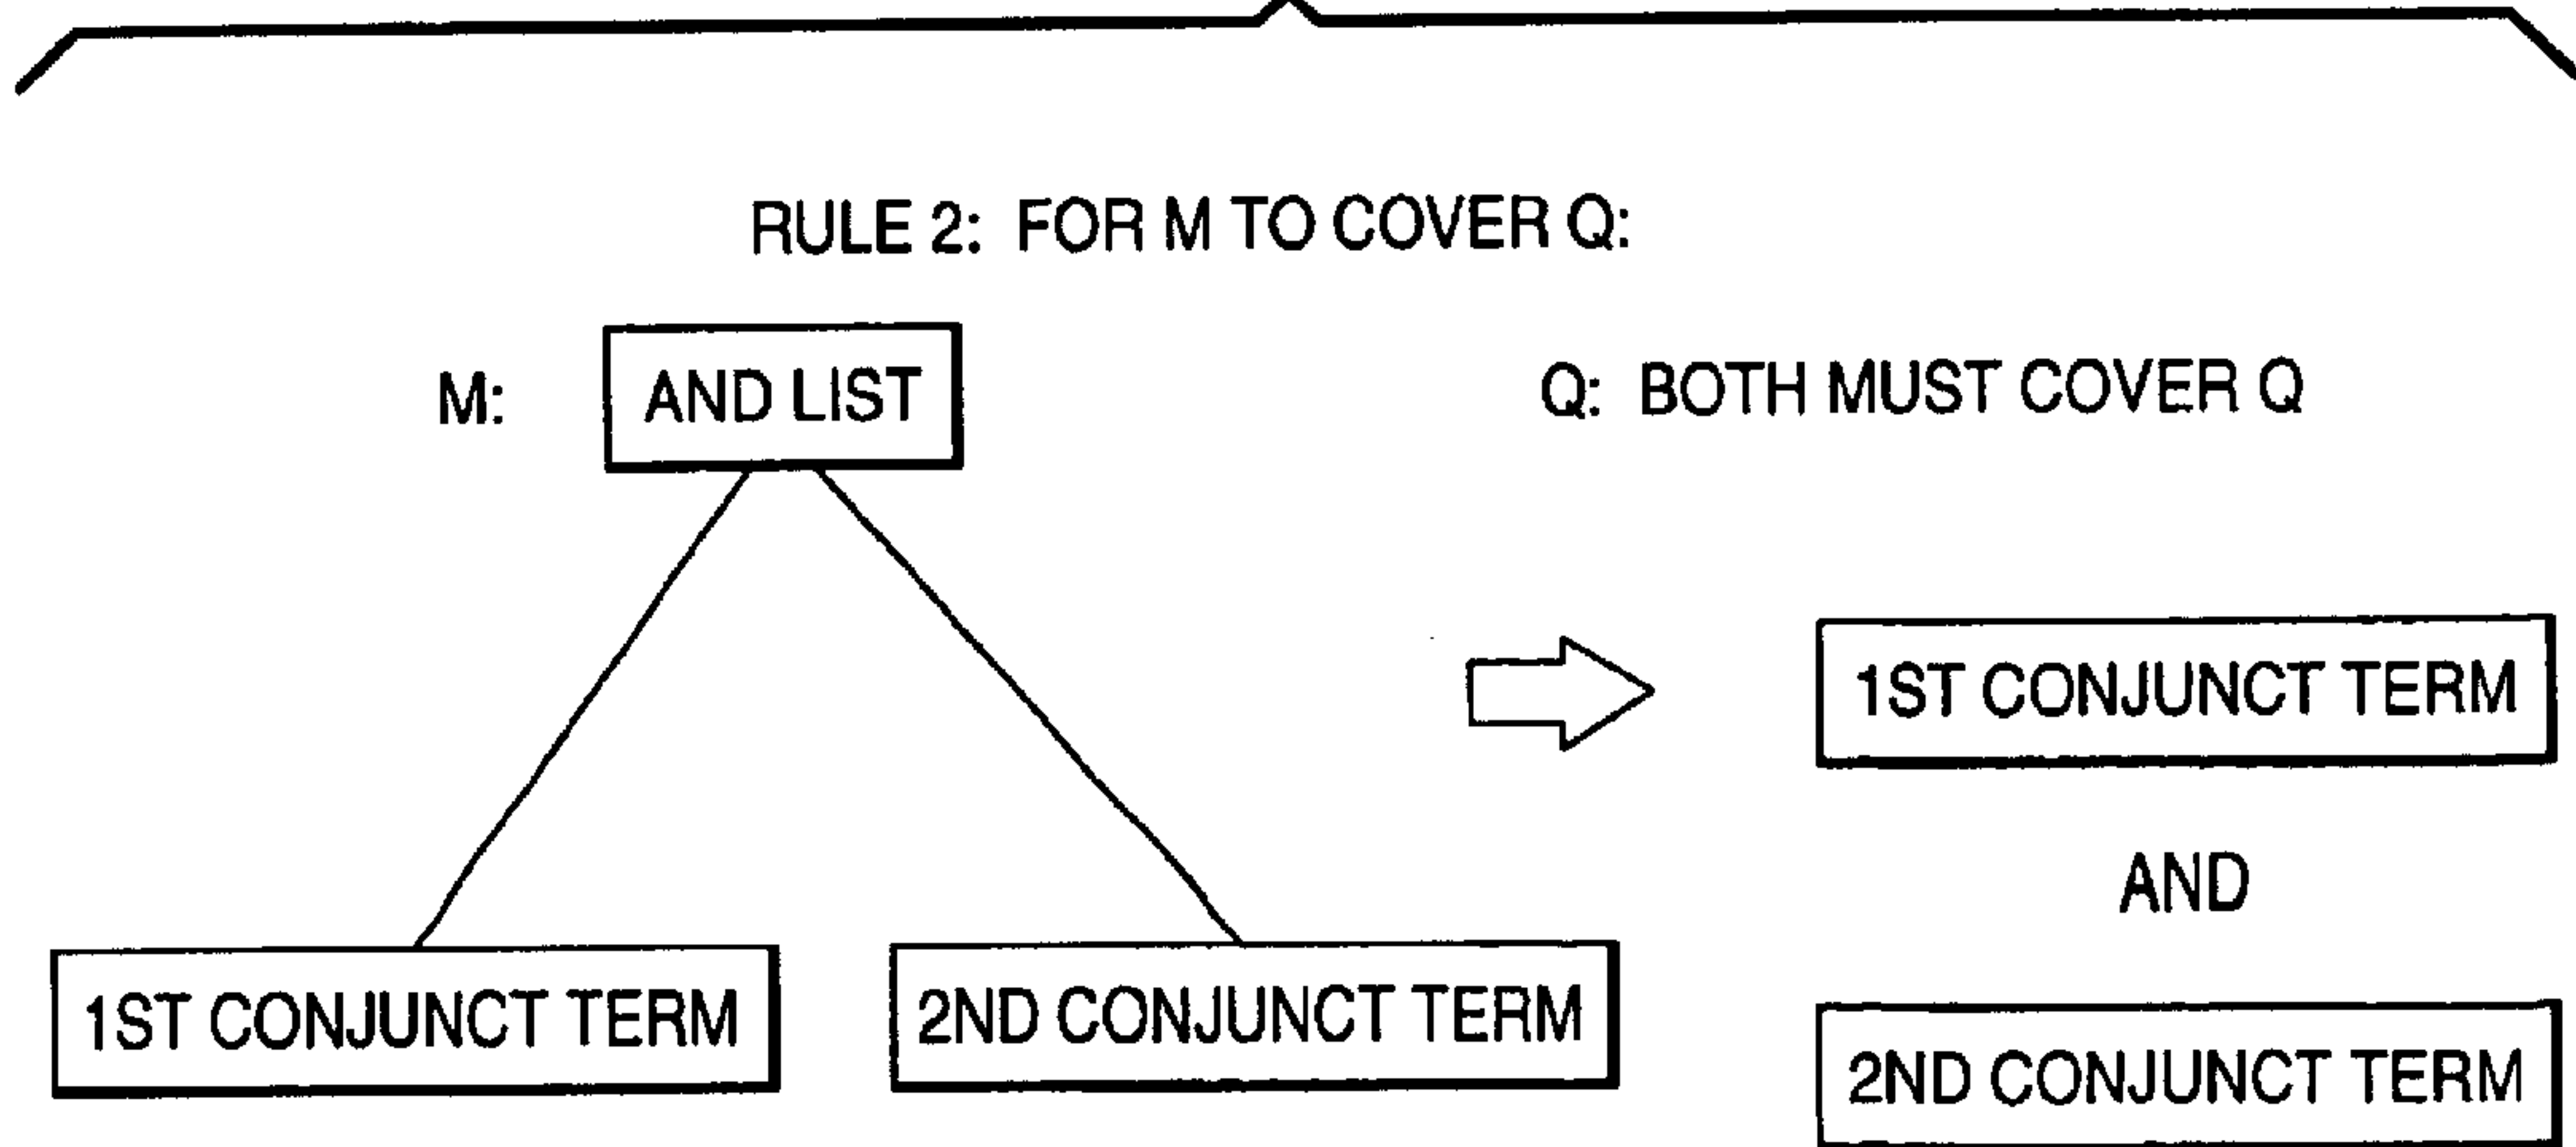 RULE 2: FOR M TO COVER Q:
M:
AND LIST
Q: BOTH MUST COVER Q
1ST CONJUNCT TERM
AND
1ST CONJUNCT TERM
2ND CONJUNCT TERM
2ND CONJUNCT TERM